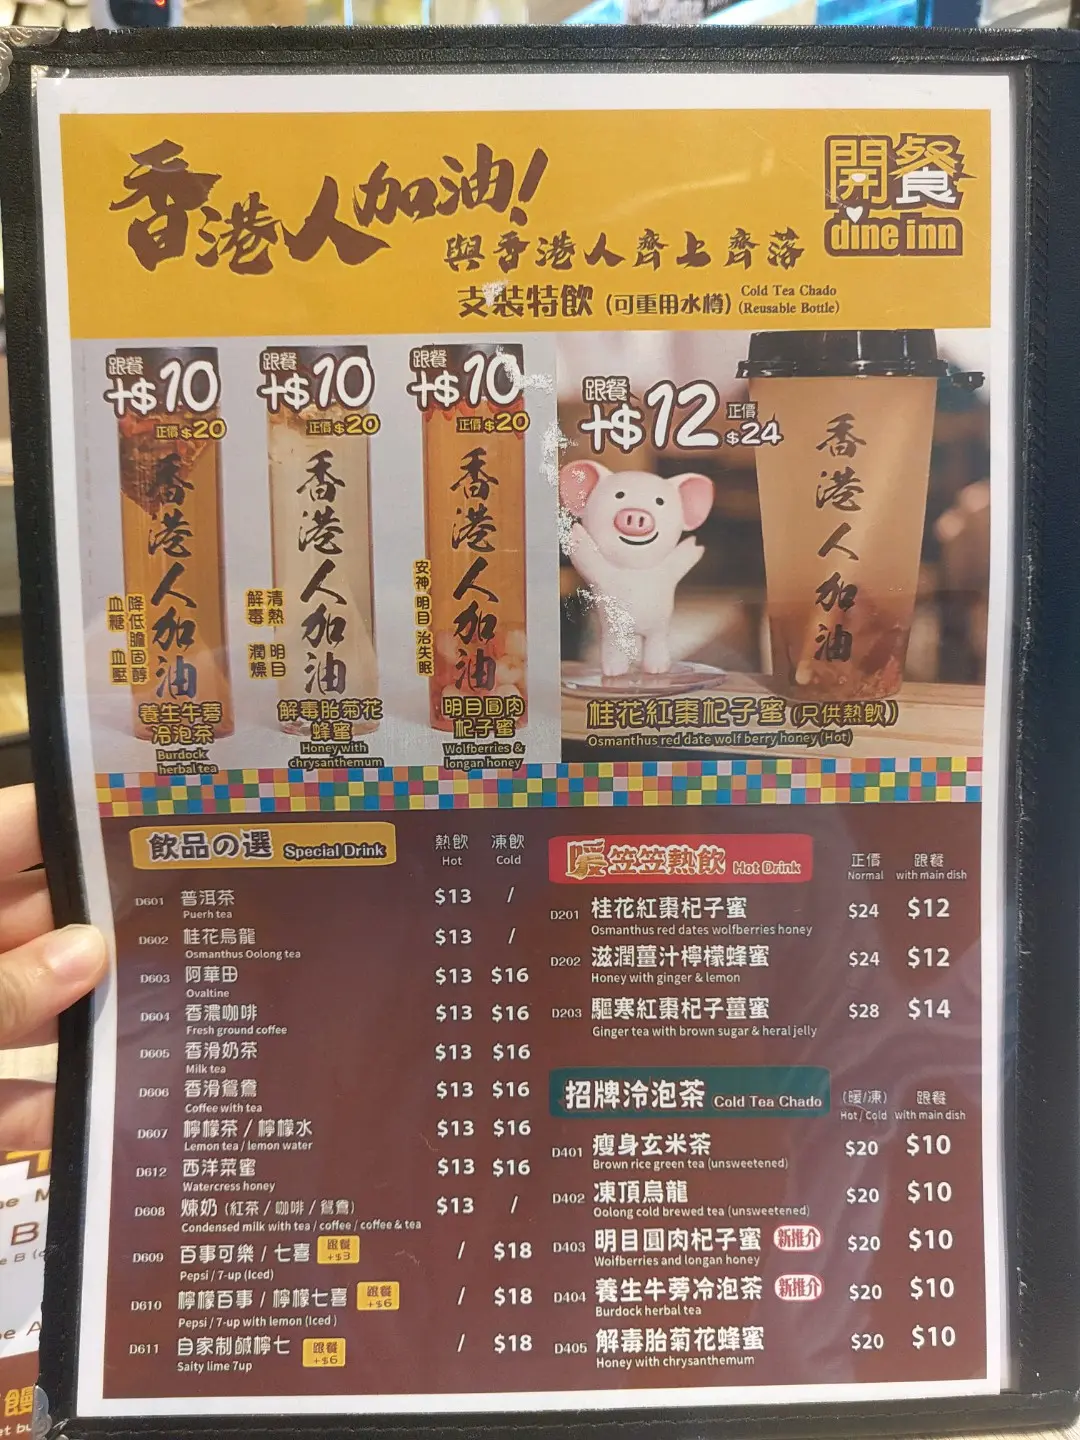 香港人加油!
與香港人齊上齊落
支裝特飲 (可重用水樽) Cold Tea Chado (Reusable Bottle)
開餐
dine inn
跟餐 +$10
正價 $20
香港人加油
降低膽固醇
血糖 血壓
養生牛蒡
冷泡茶
Burdock
herbal tea
跟餐 +$10
正價 $20
香港人加油
清熱 明目
解毒 潤燥
解毒胎菊花
蜂蜜
Honey with
chrysanthemum
跟餐 +$10
正價 $20
香港人加油
安神 明目 治失眠
明目圓肉
杞子蜜
Wolfberries &
longan honey
跟餐 +$12 正價 $24
香港人加油
桂花紅棗杞子蜜 (只供熱飲)
Osmanthus red date wolf berry honey (Hot)
飲品の選 Special Drink 熱飲 Hot 凍飲 Cold
D601 普洱茶 $13 /
Puerh tea
D602 桂花烏龍 $13 /
Osmanthus Oolong tea
D603 阿華田 $13 $16
Ovaltine
D604 香濃咖啡 $13 $16
Fresh ground coffee
D605 香滑奶茶 $13 $16
Milk tea
D606 香滑鴛鴦 $13 $16
Coffee with tea
D607 檸檬茶 / 檸檬水 $13 $16
Lemon tea / lemon water
D612 西洋菜蜜 $13 $16
Watercress honey
D608 煉奶 (紅茶 / 咖啡 / 鴛鴦) $13 /
Condensed milk with tea / coffee / coffee & tea
D609 百事可樂 / 七喜 跟餐 +$3 / $18
Pepsi / 7-up (Iced)
D610 檸檬百事 / 檸檬七喜 跟餐 +$6 / $18
Pepsi / 7-up with lemon (Iced )
D611 自家制鹹檸七 跟餐 +$6 / $18
Salty lime 7up
暖笠笠熱飲 Hot Drink 正價 Normal 跟餐 with main dish
D201 桂花紅棗杞子蜜 $24 $12
Osmanthus red dates wolfberries honey
D202 滋潤薑汁檸檬蜂蜜 $24 $12
Honey with ginger & lemon
D203 驅寒紅棗杞子薑蜜 $28 $14
Ginger tea with brown sugar & heral jelly
招牌泠泡茶 Cold Tea Chado (暖/凍) Hot / Cold 跟餐 with main dish
D401 瘦身玄米茶 $20 $10
Brown rice green tea (unsweetened)
D402 凍頂烏龍 $20 $10
Oolong cold brewed tea (unsweetened)
D403 明目圓肉杞子蜜 新推介 $20 $10
Wolfberries and longan honey
D404 養生牛蒡冷泡茶 新推介 $20 $10
Burdock herbal tea
D405 解毒胎菊花蜂蜜 $20 $10
Honey with chrysanthemum